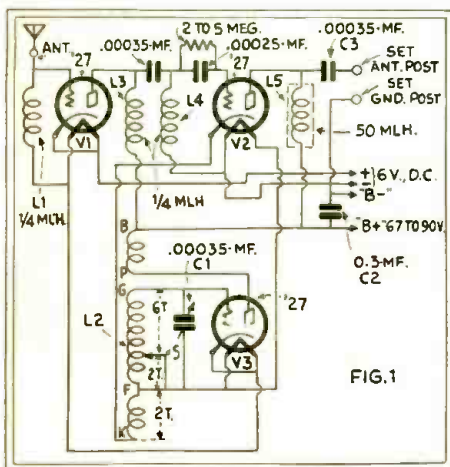 ANT.
.00035-MF.
2 TO 5 MEG.
.00025-MF.
.00035-MF.
C3
'27
L3
L4
'27
L5
SET
ANT. POST
SET
GND. POST
50 MLH.
V1
V2
L1
1/4 MLH.
1/4 MLH.
+ } 6 V., D.C.
-
"B-"
"B+" 67 TO 90V.
B
P
G
.00035-MF.
C1
'27
0.3-MF.
C2
L2
6T.
S
2T.
F
2T.
K
V3
FIG.1